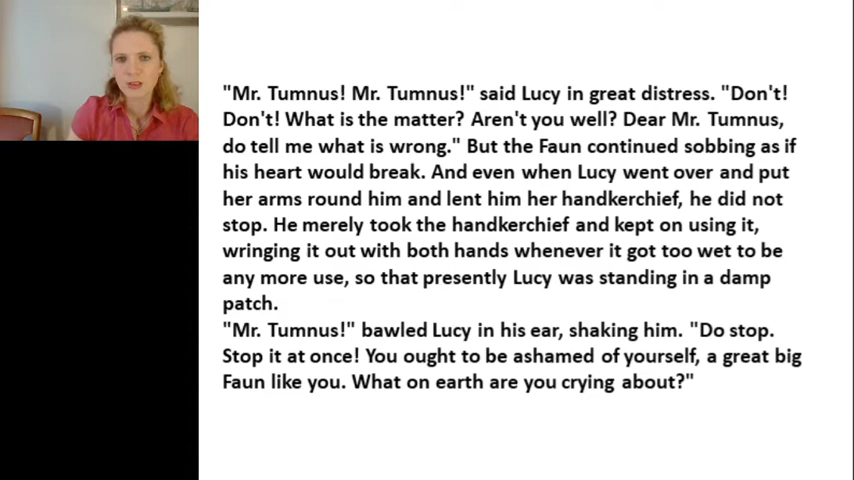 "Mr. Tumnus! Mr. Tumnus!" said Lucy in great distress. "Don't!
Don't! What is the matter? Aren't you well? Dear Mr. Tumnus,
do tell me what is wrong." But the Faun continued sobbing as if
his heart would break. And even when Lucy went over and put
her arms round him and lent him her handkerchief, he did not
stop. He merely took the handkerchief and kept on using it,
wringing it out with both hands whenever it got too wet to be
any more use, so that presently Lucy was standing in a damp
patch.
"Mr. Tumnus!" bawled Lucy in his ear, shaking him. "Do stop.
Stop it at once! You ought to be ashamed of yourself, a great big
Faun like you. What on earth are you crying about?"